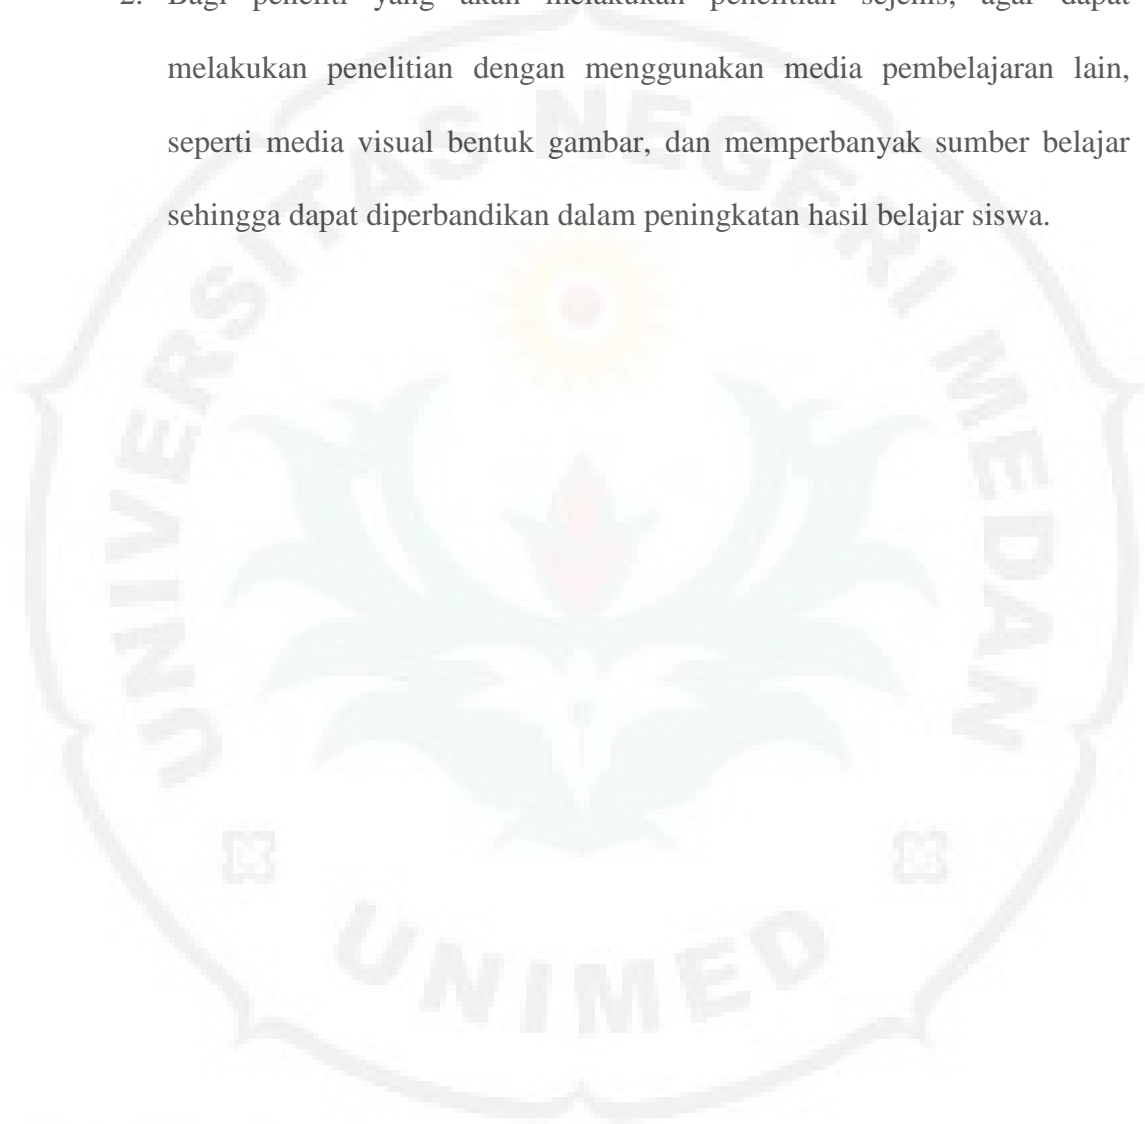 2. Bagi peneliti yang akan melakukan penelitian sejenis, agar dapat
melakukan penelitian dengan menggunakan media pembelajaran lain,
seperti media visual bentuk gambar, dan memperbanyak sumber belajar
sehingga dapat diperbandikan dalam peningkatan hasil belajar siswa.
UNIVERSITAS NEGERI MEDAN
UNIMED